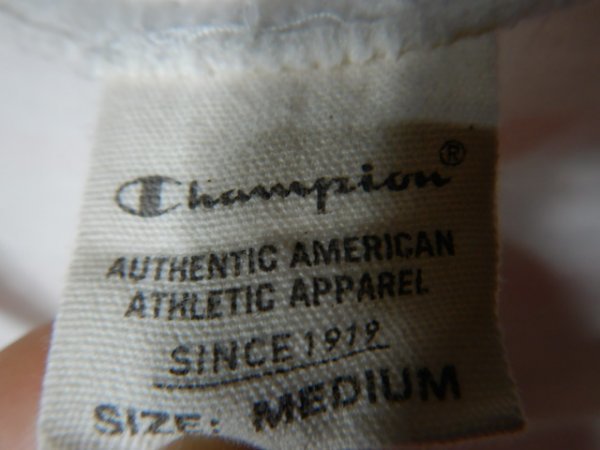 Champion®
AUTHENTIC AMERICAN
ATHLETIC APPAREL
SINCE 1919
SIZE: MEDIUM